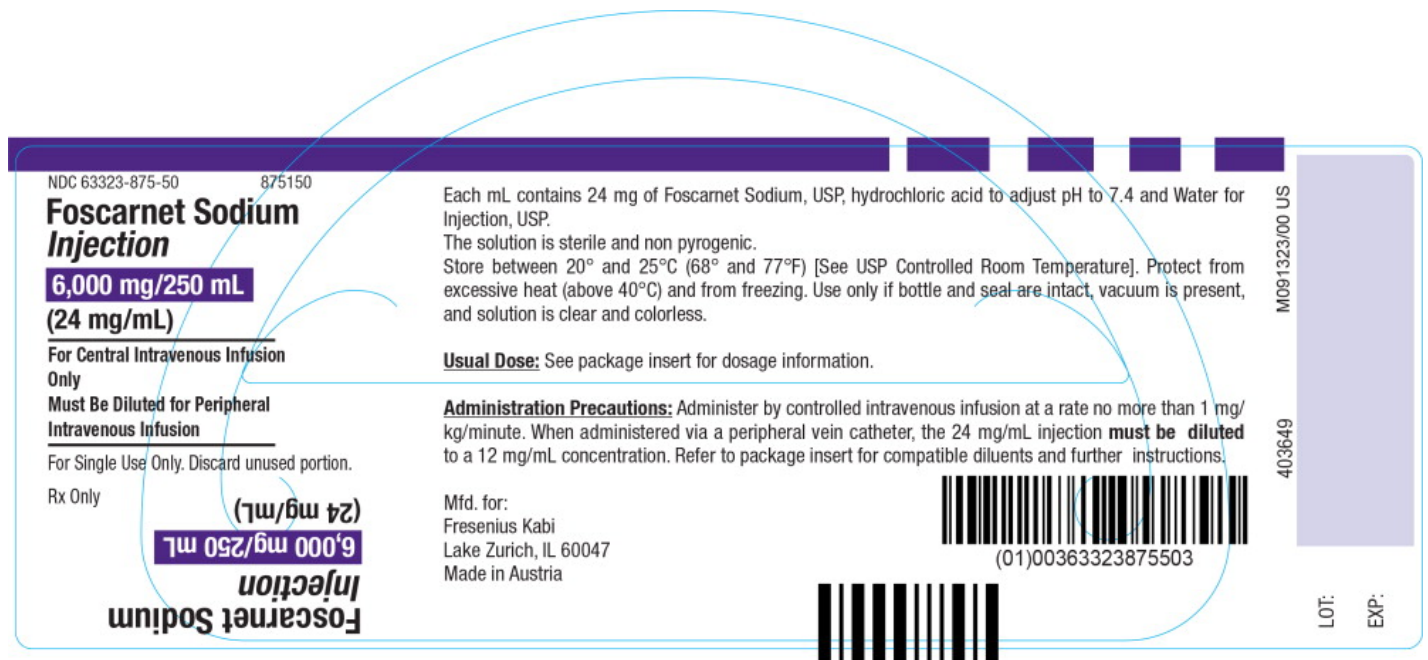 NDC 63323-875-50 875150
Foscarnet Sodium
Injection
6,000 mg/250 mL
(24 mg/mL)
For Central Intravenous Infusion
Only
Must Be Diluted for Peripheral
Intravenous Infusion
For Single Use Only. Discard unused portion.
Rx Only
Foscarnet Sodium
Injection
6,000 mg/250 mL
(24 mg/mL)
Each mL contains 24 mg of Foscarnet Sodium, USP, hydrochloric acid to adjust pH to 7.4 and Water for
Injection, USP.
The solution is sterile and non pyrogenic.
Store between 20° and 25°C (68° and 77°F) [See USP Controlled Room Temperature]. Protect from
excessive heat (above 40°C) and from freezing. Use only if bottle and seal are intact, vacuum is present,
and solution is clear and colorless.
Usual Dose: See package insert for dosage information.
Administration Precautions: Administer by controlled intravenous infusion at a rate no more than 1 mg/
kg/minute. When administered via a peripheral vein catheter, the 24 mg/mL injection must be diluted
to a 12 mg/mL concentration. Refer to package insert for compatible diluents and further instructions.
Mfd. for:
Fresenius Kabi
Lake Zurich, IL 60047
Made in Austria
(01)00363323875503
M091323/00 US
403649
LOT:
EXP: